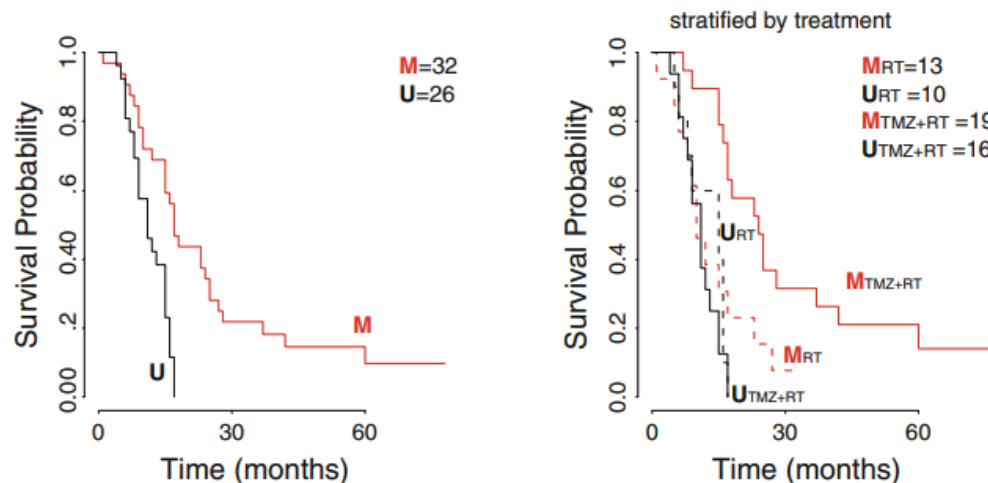 stratified by treatment
M=32
U=26
Survival Probability
1.0
0.8
0.6
0.40
.2
0.00
M
U
0
30
60
Time (months)
MRT=13
URT =10
MTMZ+RT =19
UTMZ+RT =16
Survival Probability
1.0
0.8
0.6
0.40
0.2
0.00
URT
MTMZ+RT
MRT
UTMZ+RT
0
30
60
Time (months)